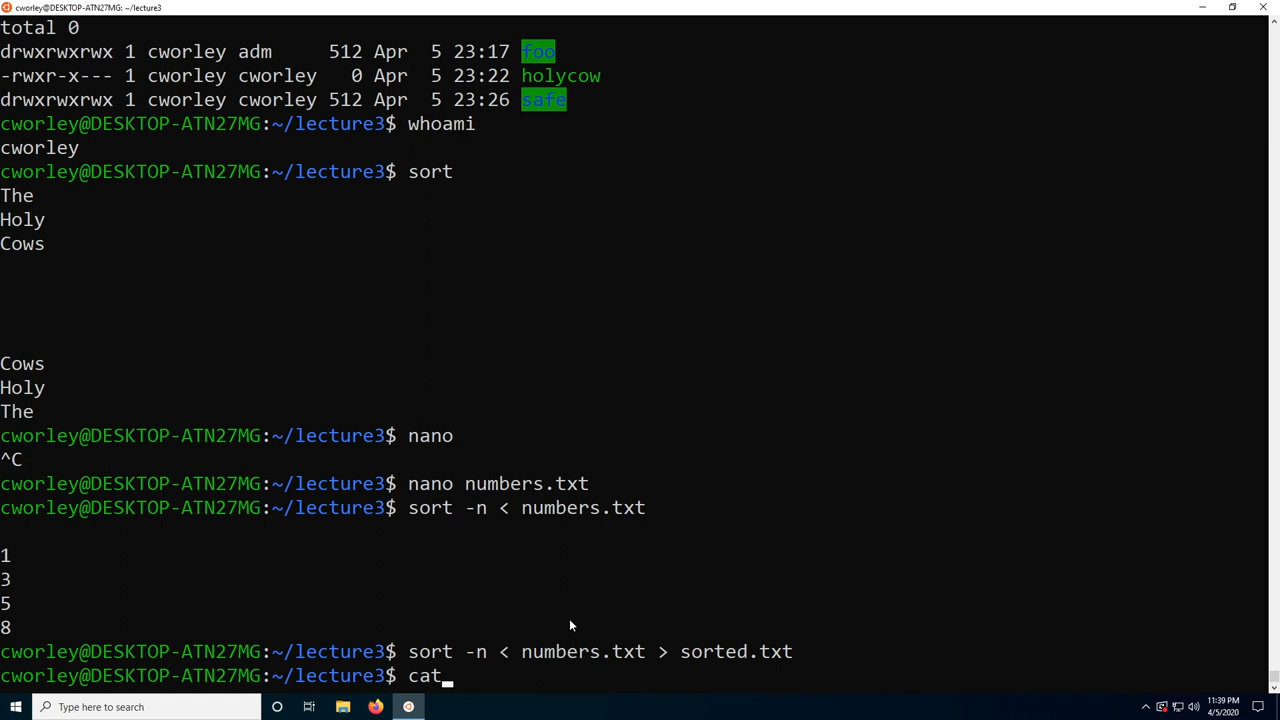 cworley@DESKTOP-ATN27MG: ~/lecture3
total 0
drwxrwxrwx 1 cworley adm     512 Apr  5 23:17 foo
-rwxr-x--- 1 cworley cworley   0 Apr  5 23:22 holycow
drwxrwxrwx 1 cworley cworley 512 Apr  5 23:26 safe
cworley@DESKTOP-ATN27MG:~/lecture3$ whoami
cworley
cworley@DESKTOP-ATN27MG:~/lecture3$ sort
The
Holy
Cows
Cows
Holy
The
cworley@DESKTOP-ATN27MG:~/lecture3$ nano
^C
cworley@DESKTOP-ATN27MG:~/lecture3$ nano numbers.txt
cworley@DESKTOP-ATN27MG:~/lecture3$ sort -n < numbers.txt
1
3
5
8
cworley@DESKTOP-ATN27MG:~/lecture3$ sort -n < numbers.txt > sorted.txt
cworley@DESKTOP-ATN27MG:~/lecture3$ cat
Type here to search
11:39 PM
4/5/2020